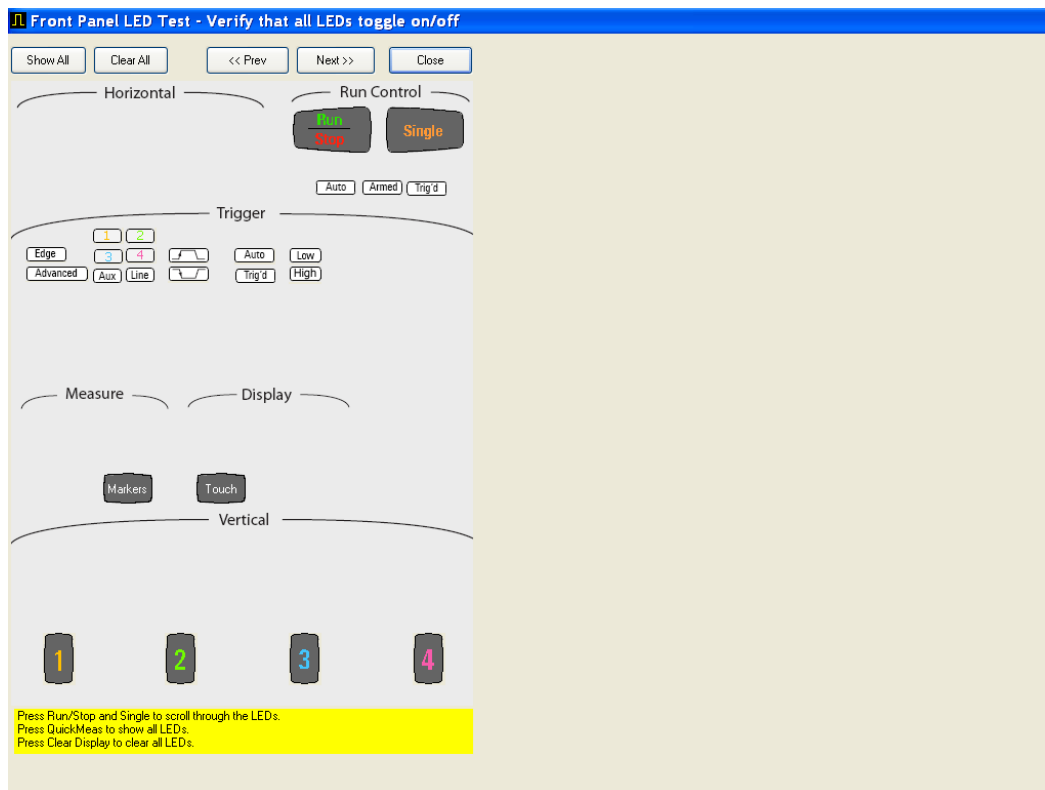 Front Panel LED Test - Verify that all LEDs toggle on/off
Show All Clear All << Prev Next >> Close
Horizontal Run Control
Run Single
Stop
Auto Armed Trig'd
Trigger
1 2
Edge 3 4 Auto Low
Advanced Aux Line Trig'd High
Measure Display
Markers Touch
Vertical
1 2 3 4
Press Run/Stop and Single to scroll through the LEDs.
Press QuickMeas to show all LEDs.
Press Clear Display to clear all LEDs.